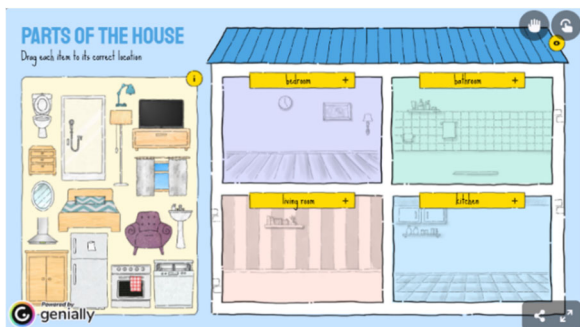 PARTS OF THE HOUSE
Drag each item to its correct location
i
bedroom +
bathroom +
living room +
kitchen +
Powered by
genially